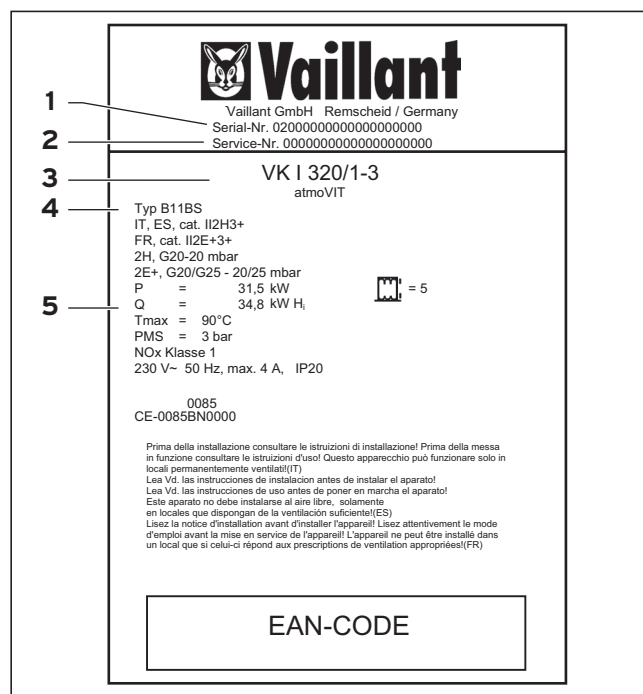 Vaillant
Vaillant GmbH Remscheid / Germany
1 Serial-Nr. 02000000000000000000
2 Service-Nr. 00000000000000000000
3 VK I 320/1-3
atmoVIT
4 Typ B11BS
IT, ES, cat. II2H3+
FR, cat. II2E+3+
2H, G20-20 mbar
2E+, G20/G25 - 20/25 mbar
P = 31,5 kW = 5
5 Q = 34,8 kW Hi
Tmax = 90°C
PMS = 3 bar
NOx Klasse 1
230 V~ 50 Hz, max. 4 A, IP20
0085
CE-0085BN0000
Prima della installazione consultare le istruizioni di installazione! Prima della messa
in funzione consultare le istruizioni d'uso! Questo apparecchio può funzionare solo in
locali permanentemente ventilati!(IT)
Lea Vd. las instrucciones de instalacion antes de instalar el aparato!
Lea Vd. las instrucciones de uso antes de poner en marcha el aparato!
Este aparato no debe instalarse al aire libre, solamente
en locales que dispongan de la ventilación suficiente!(ES)
Lisez la notice d'installation avant d'installer l'appareil! Lisez attentivement le mode
d'emploi avant la mise en service de l'appareil! L'appareil ne peut être installé dans
un local que si celui-ci répond aux prescriptions de ventilation appropriées!(FR)
EAN-CODE